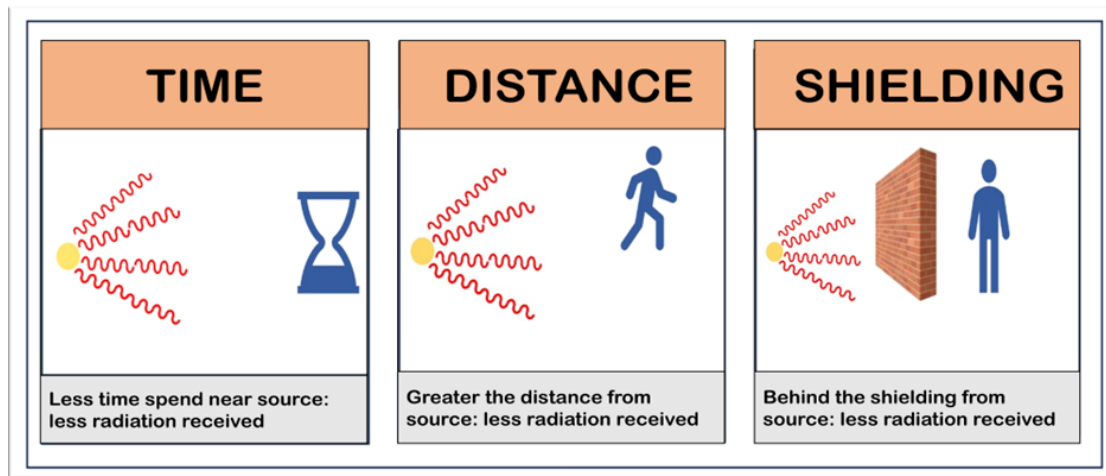 TIME
Less time spend near source:
less radiation received
DISTANCE
Greater the distance from
source: less radiation received
SHIELDING
Behind the shielding from
source: less radiation received